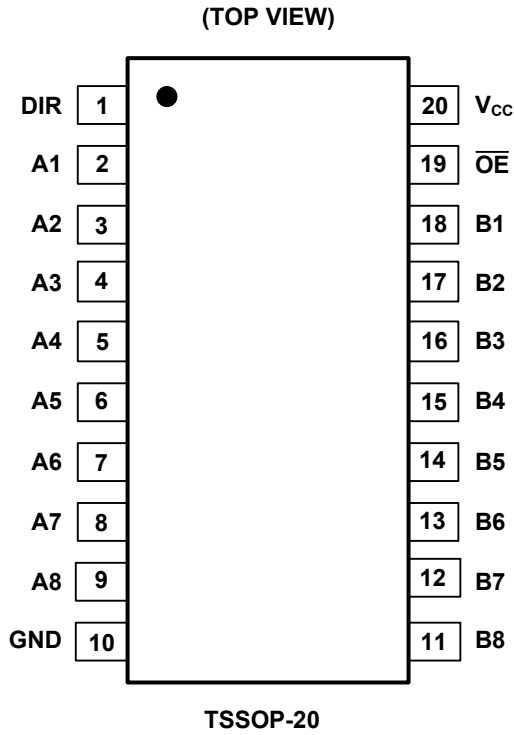 (TOP VIEW)
DIR 1 20 VCC
A1 2 19 O̅E̅
A2 3 18 B1
A3 4 17 B2
A4 5 16 B3
A5 6 15 B4
A6 7 14 B5
A7 8 13 B6
A8 9 12 B7
GND 10 11 B8
TSSOP-20